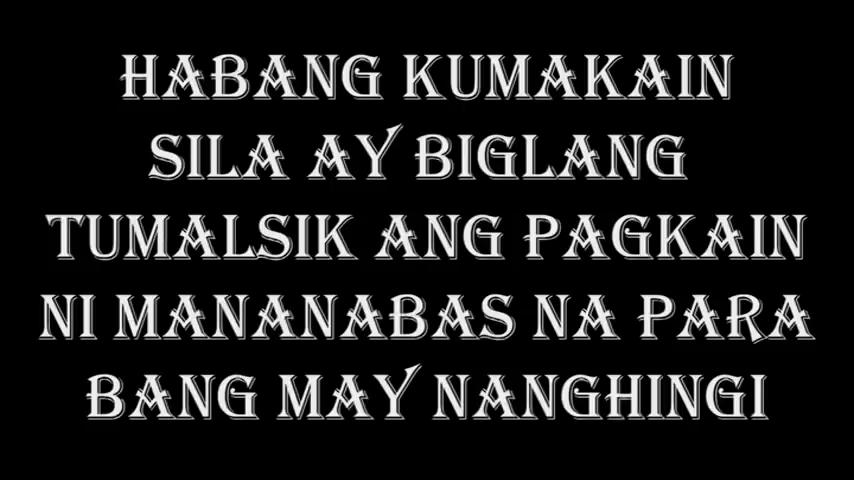 HABANG KUMAKAIN
SILA AY BIGLANG
TUMALSIK ANG PAGKAIN
NI MANANABAS NA PARA
BANG MAY NANGHINGI